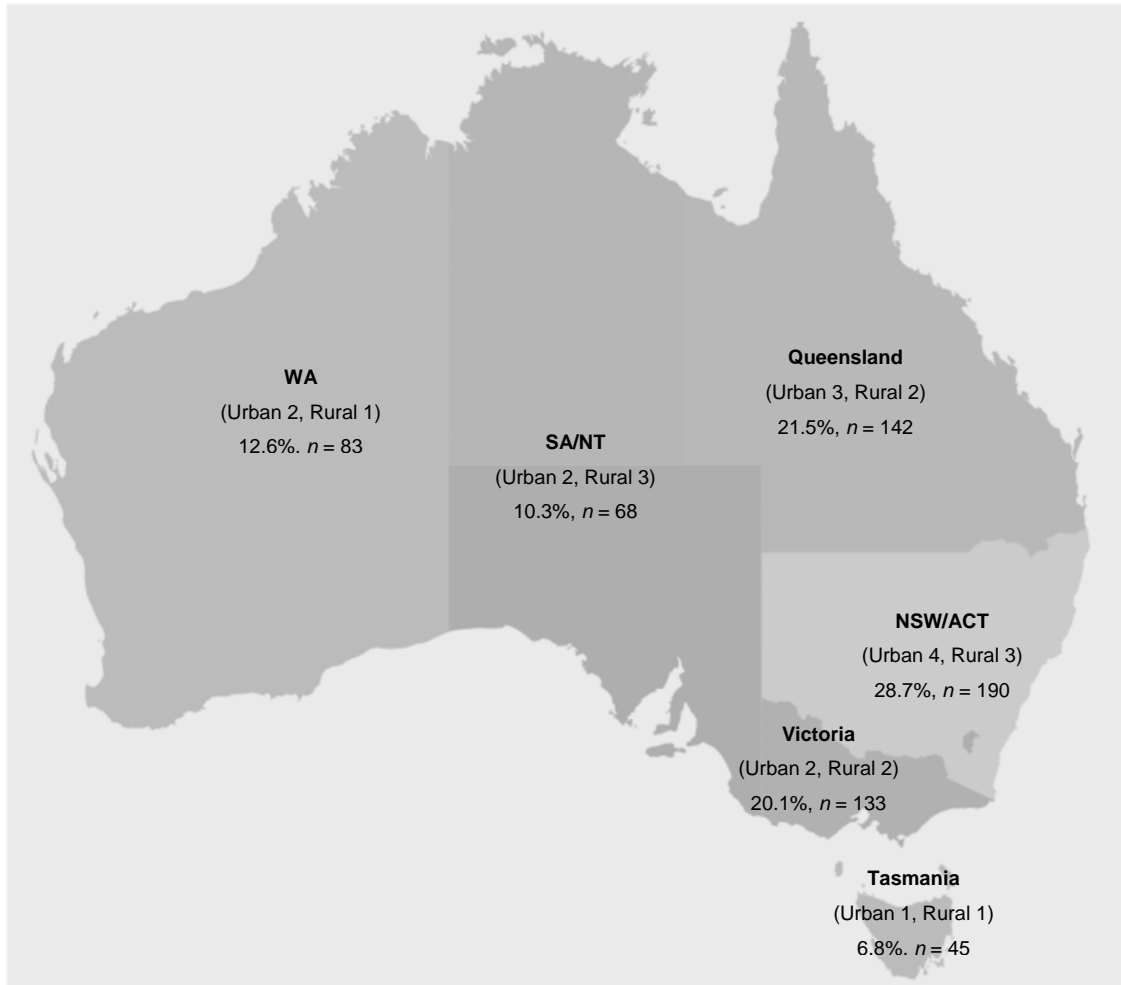 Queensland
(Urban 3, Rural 2)
21.5%, n = 142
WA
(Urban 2, Rural 1)
12.6%. n = 83
SA/NT
(Urban 2, Rural 3)
10.3%, n = 68
NSW/ACT
(Urban 4, Rural 3)
28.7%, n = 190
Victoria
(Urban 2, Rural 2)
20.1%, n = 133
Tasmania
(Urban 1, Rural 1)
6.8%. n = 45